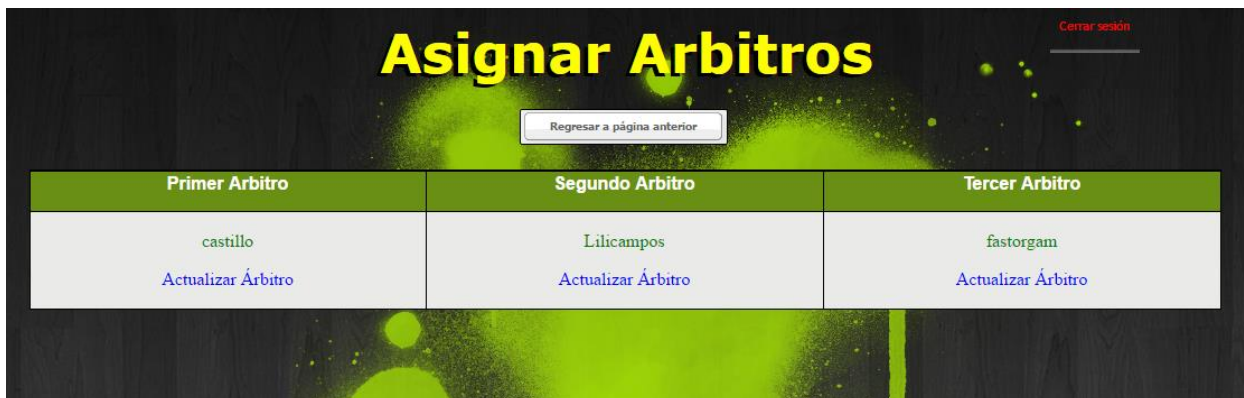 Cerrar sesión
Asignar Arbitros
Regresar a página anterior
Primer Arbitro Segundo Arbitro Tercer Arbitro
castillo Lilicampos fastorgam
Actualizar Árbitro Actualizar Árbitro Actualizar Árbitro